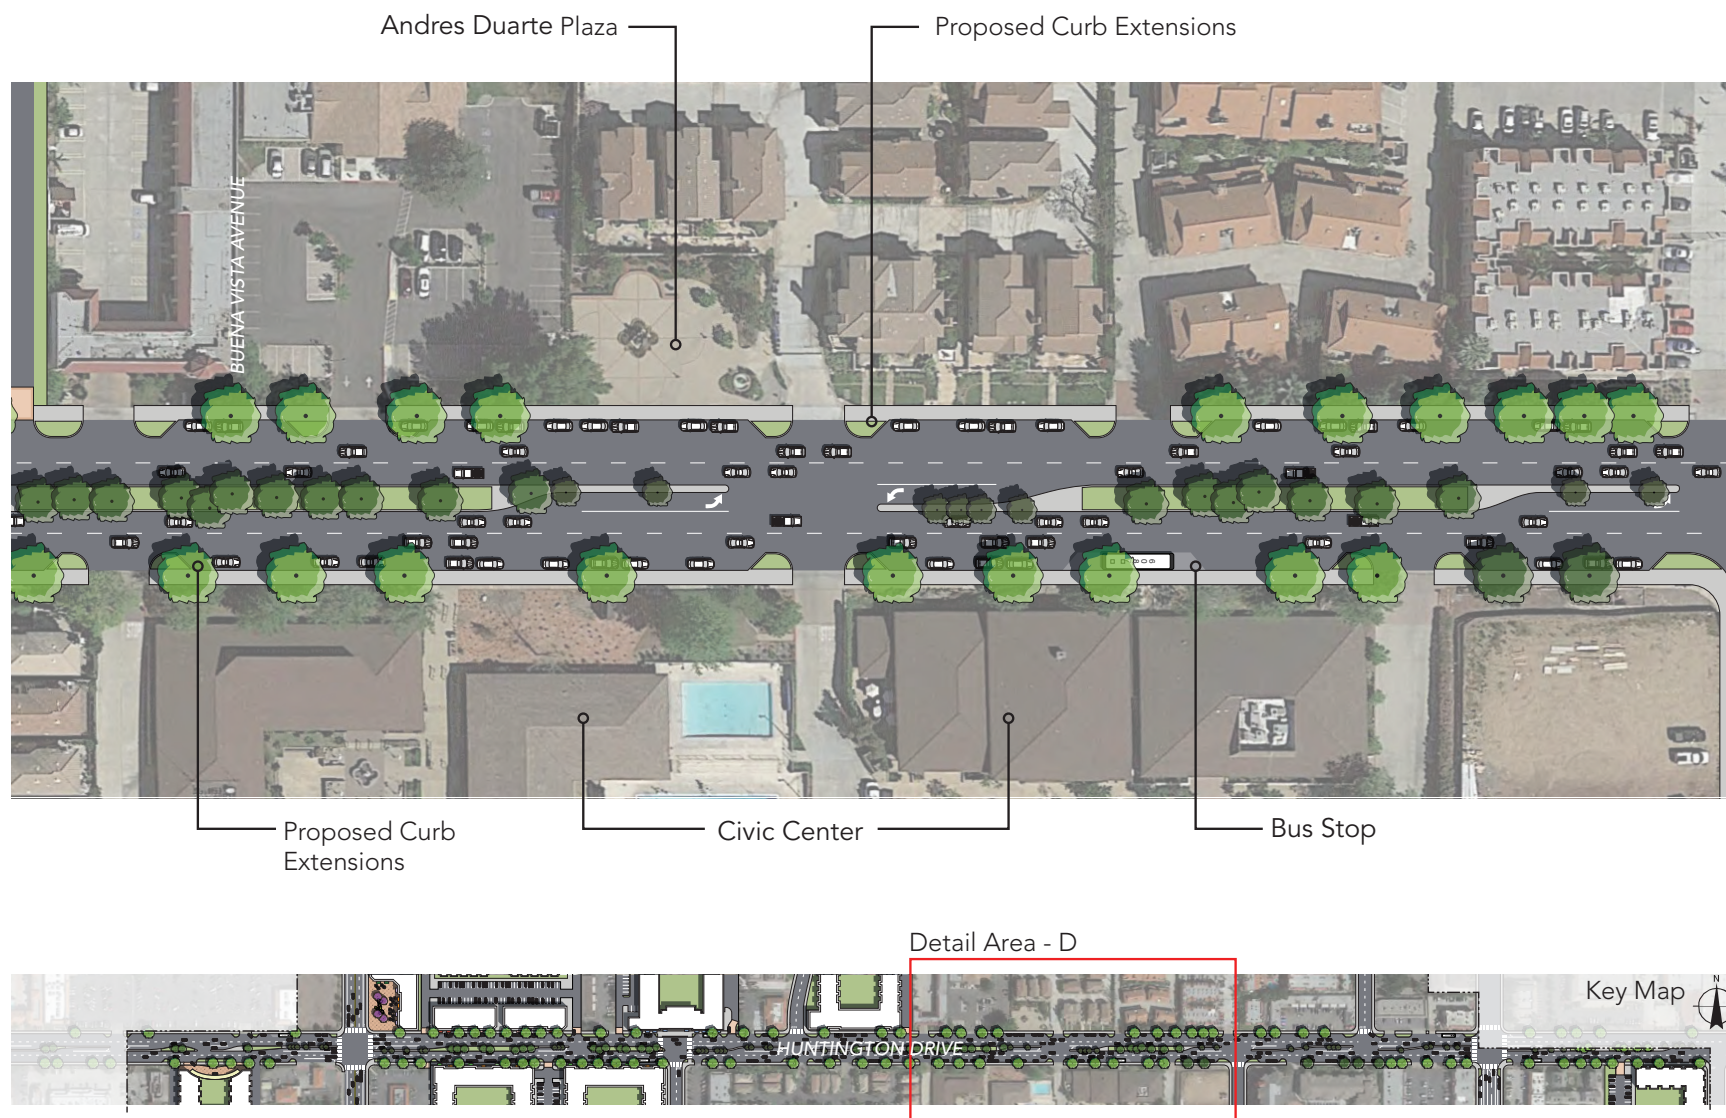 Andres Duarte Plaza
Proposed Curb Extensions
BUENA VISTA AVENUE
Proposed Curb
Extensions
Civic Center
Bus Stop
Detail Area - D
Key Map
N
HUNTINGTON DRIVE